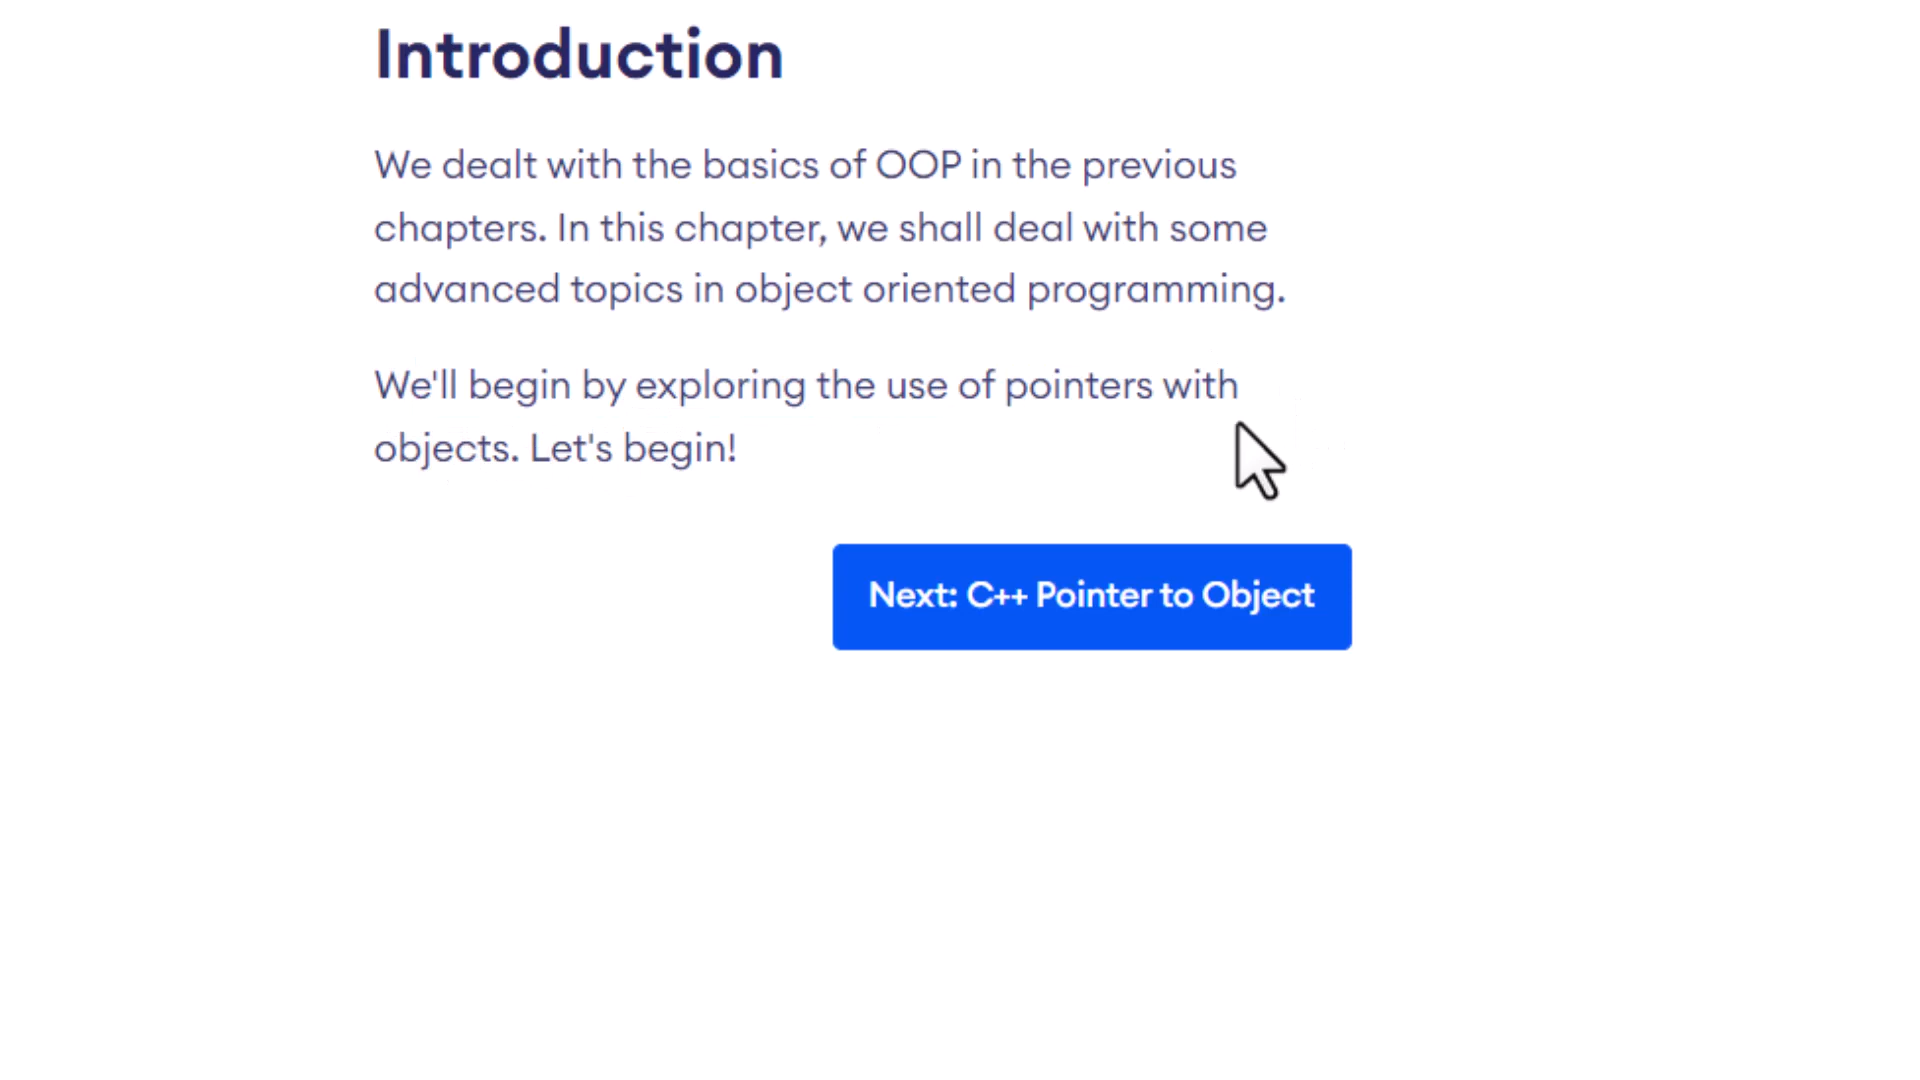 Introduction
We dealt with the basics of OOP in the previous
chapters. In this chapter, we shall deal with some
advanced topics in object oriented programming.
We'll begin by exploring the use of pointers with
objects. Let's begin!
Next: C++ Pointer to Object